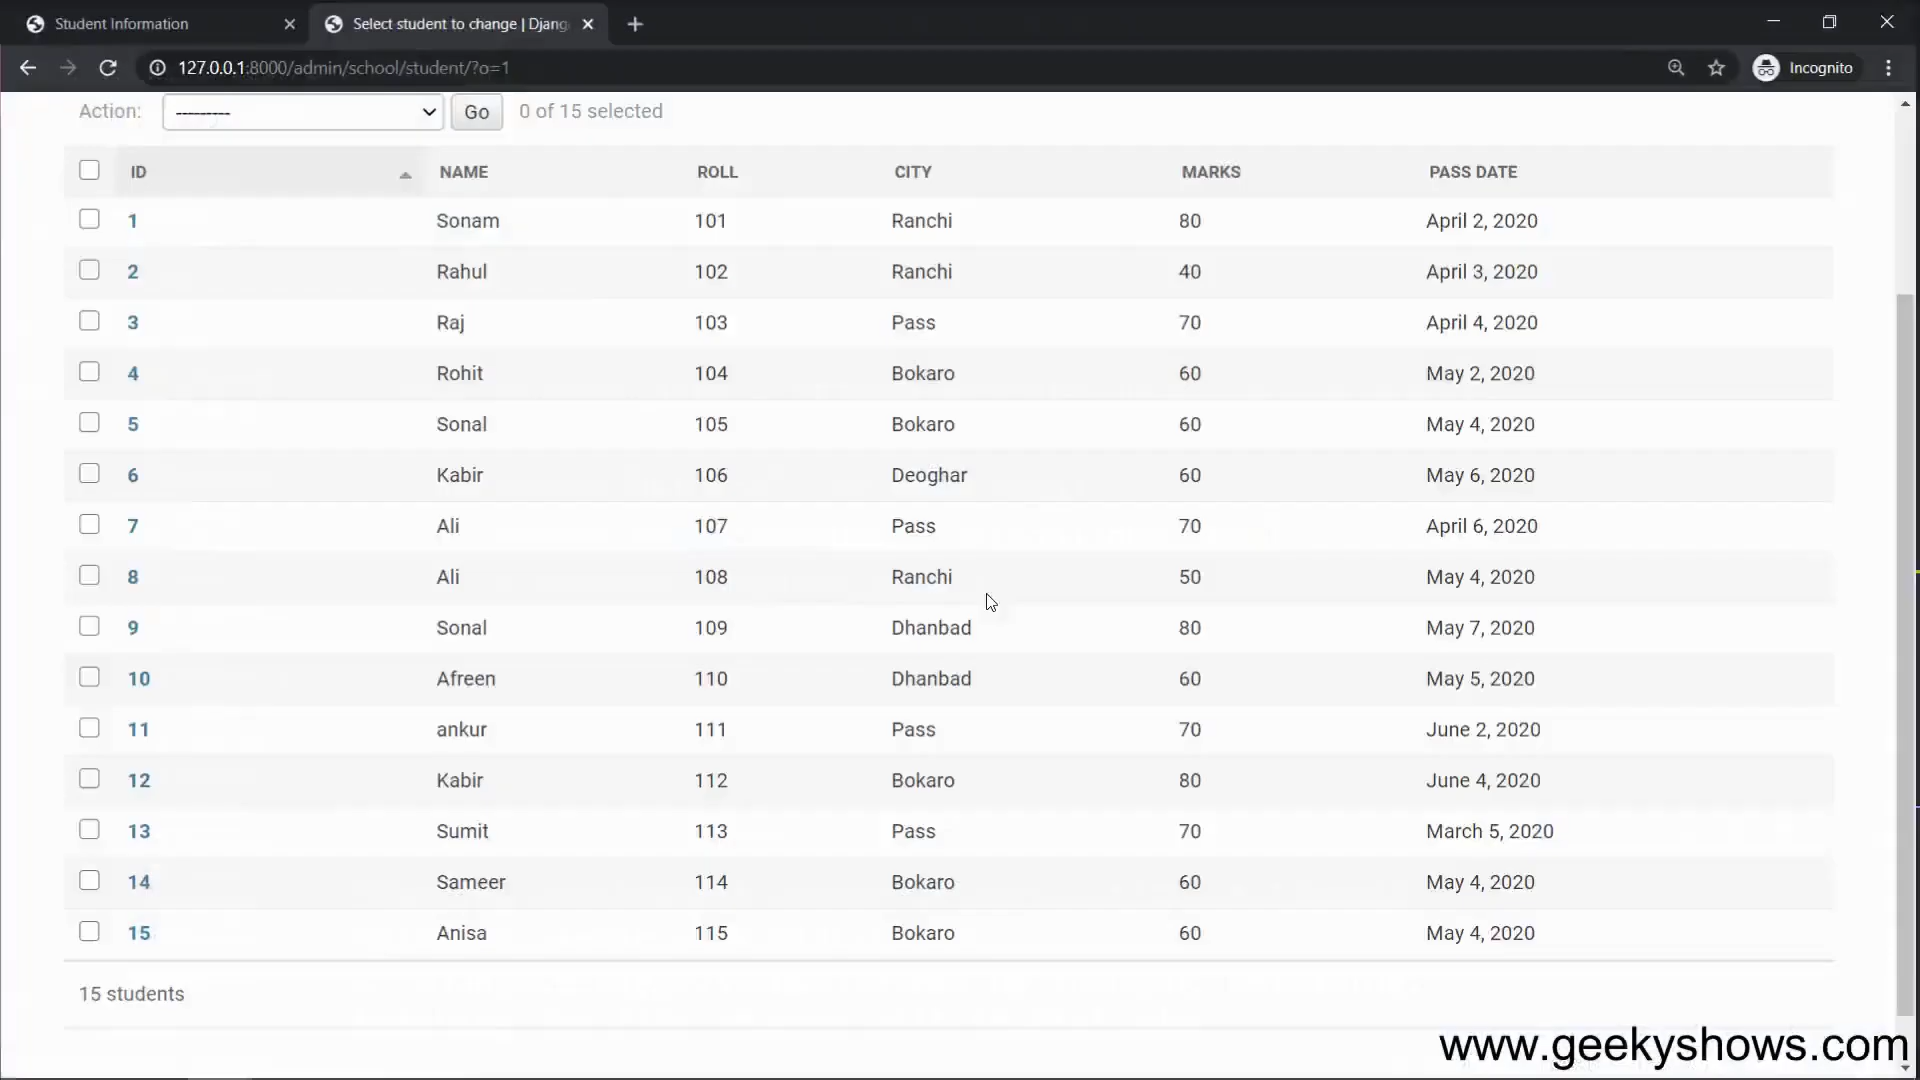 Student Information
Select student to change | Djang
127.0.0.1:8000/admin/school/student/?o=1
Incognito
Action: --------- Go 0 of 15 selected
ID NAME ROLL CITY MARKS PASS DATE
1 Sonam 101 Ranchi 80 April 2, 2020
2 Rahul 102 Ranchi 40 April 3, 2020
3 Raj 103 Pass 70 April 4, 2020
4 Rohit 104 Bokaro 60 May 2, 2020
5 Sonal 105 Bokaro 60 May 4, 2020
6 Kabir 106 Deoghar 60 May 6, 2020
7 Ali 107 Pass 70 April 6, 2020
8 Ali 108 Ranchi 50 May 4, 2020
9 Sonal 109 Dhanbad 80 May 7, 2020
10 Afreen 110 Dhanbad 60 May 5, 2020
11 ankur 111 Pass 70 June 2, 2020
12 Kabir 112 Bokaro 80 June 4, 2020
13 Sumit 113 Pass 70 March 5, 2020
14 Sameer 114 Bokaro 60 May 4, 2020
15 Anisa 115 Bokaro 60 May 4, 2020
15 students
www.geekyshows.com